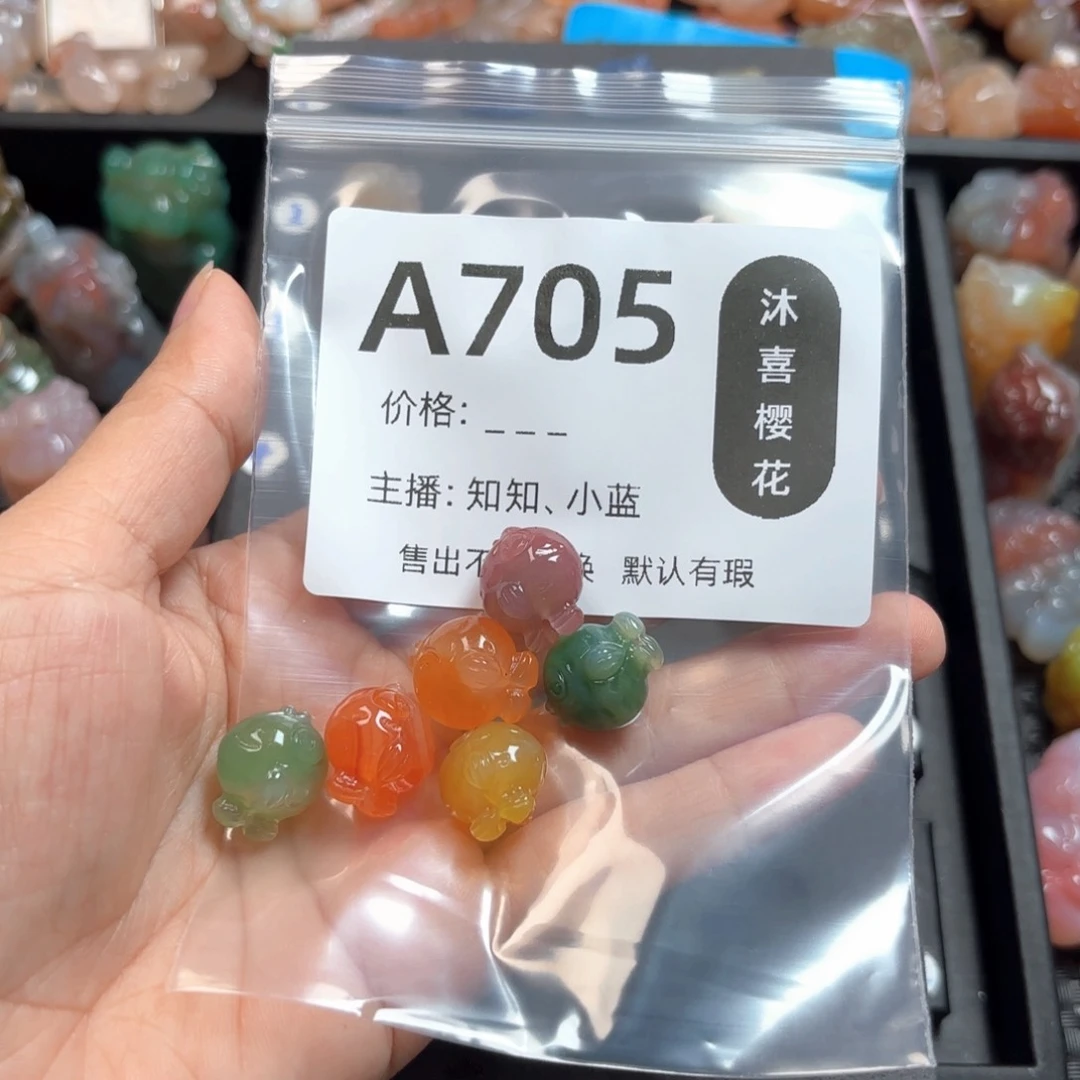 A705
价格: _ _ _
主播: 知知、小蓝
售出不 换 默认有瑕
沐喜樱花